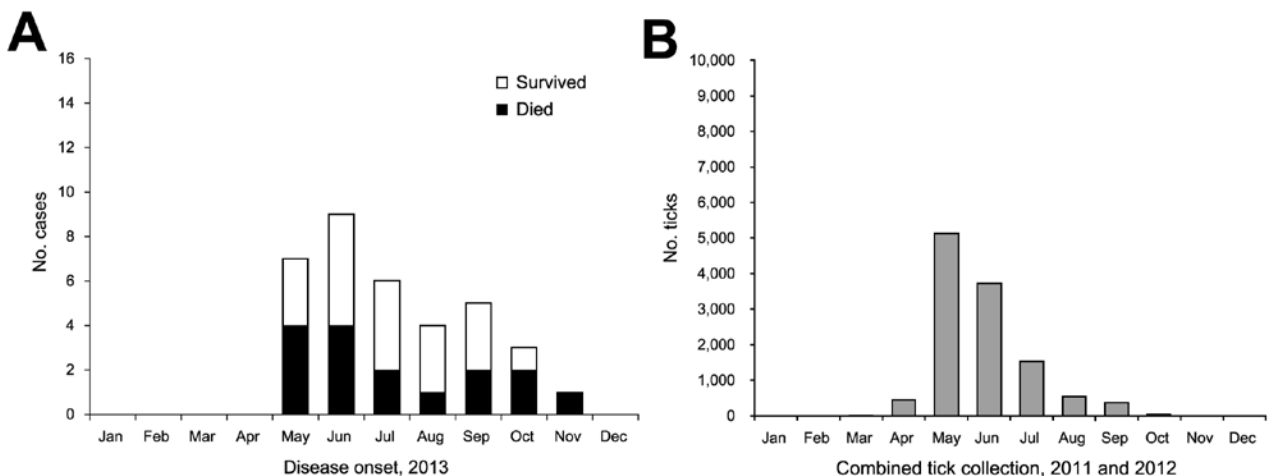 A
16
14
12
10
8
6
4
2
0
No. cases
Survived
Died
Jan Feb Mar Apr May Jun Jul Aug Sep Oct Nov Dec
Disease onset, 2013
B
10,000
9,000
8,000
7,000
6,000
5,000
4,000
3,000
2,000
1,000
0
No. ticks
Jan Feb Mar Apr May Jun Jul Aug Sep Oct Nov Dec
Combined tick collection, 2011 and 2012